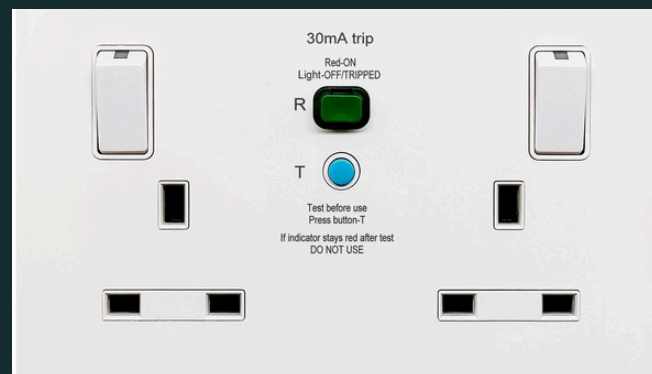 30mA trip
Red-ON
Light-OFF/TRIPPED
R
T
Test before use
Press button-T
If indicator stays red after test
DO NOT USE